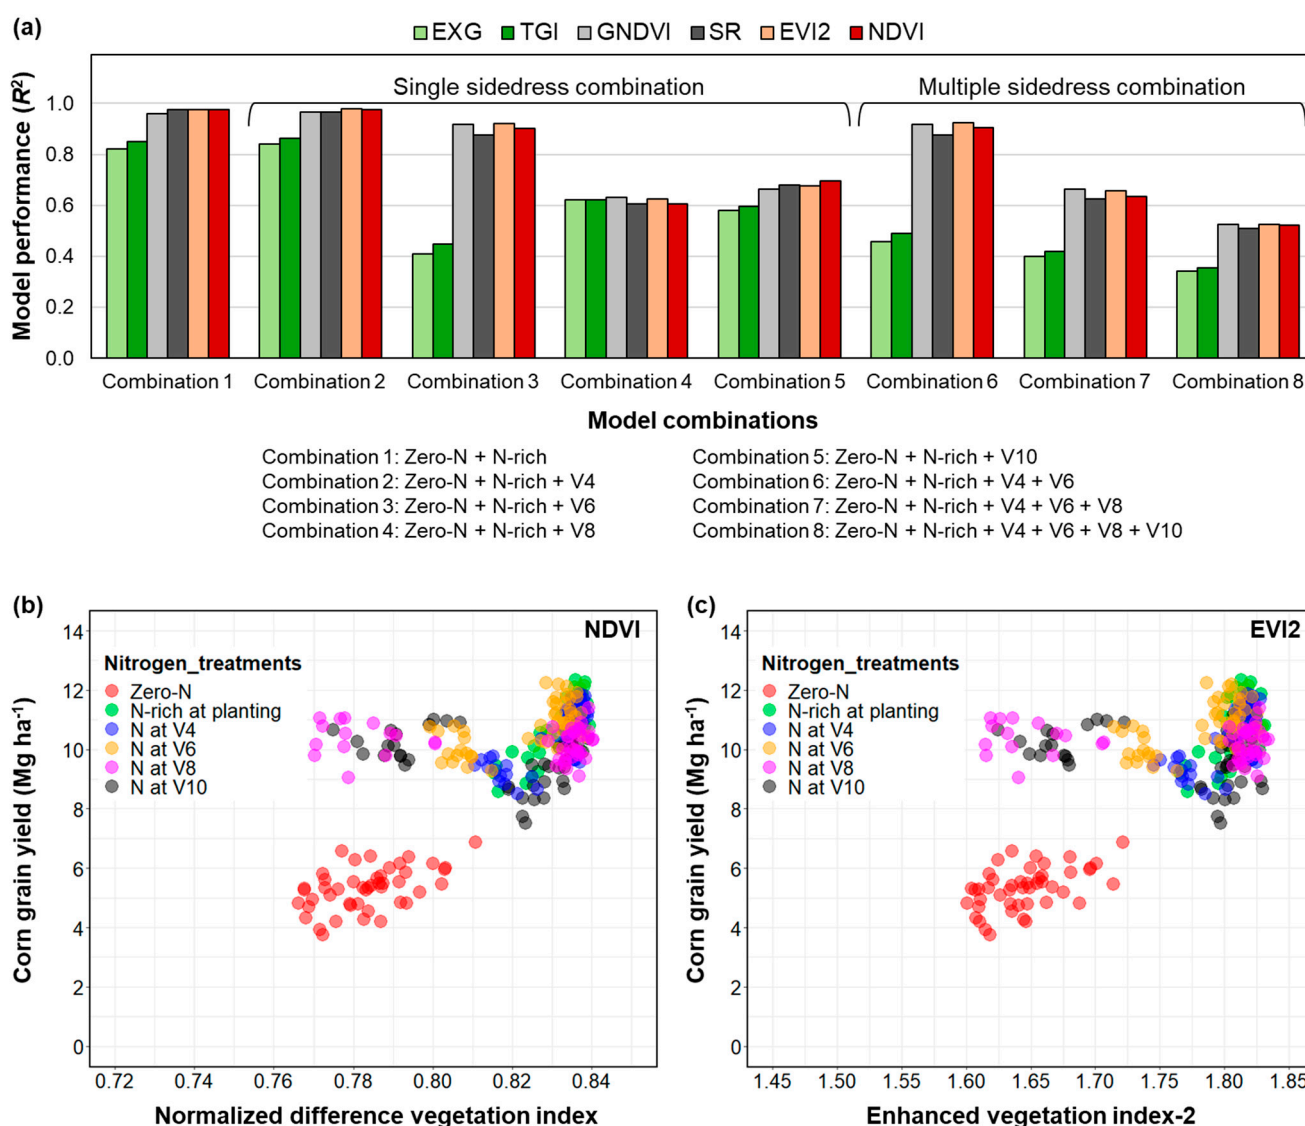 (a)
EXG TGI GNDVI SR EVI2 NDVI
Single sidedress combination
Multiple sidedress combination
Model performance (R²)
1.0
0.8
0.6
0.4
0.2
0.0
Combination 1 Combination 2 Combination 3 Combination 4 Combination 5 Combination 6 Combination 7 Combination 8
Model combinations
Combination 1: Zero-N + N-rich
Combination 2: Zero-N + N-rich + V4
Combination 3: Zero-N + N-rich + V6
Combination 4: Zero-N + N-rich + V8
Combination 5: Zero-N + N-rich + V10
Combination 6: Zero-N + N-rich + V4 + V6
Combination 7: Zero-N + N-rich + V4 + V6 + V8
Combination 8: Zero-N + N-rich + V4 + V6 + V8 + V10
(b)
NDVI
Corn grain yield (Mg ha⁻¹)
14
12
10
8
6
4
2
0
Nitrogen_treatments
Zero-N
N-rich at planting
N at V4
N at V6
N at V8
N at V10
0.72 0.74 0.76 0.78 0.80 0.82 0.84
Normalized difference vegetation index
(c)
EVI2
Corn grain yield (Mg ha⁻¹)
14
12
10
8
6
4
2
0
Nitrogen_treatments
Zero-N
N-rich at planting
N at V4
N at V6
N at V8
N at V10
1.45 1.50 1.55 1.60 1.65 1.70 1.75 1.80 1.85
Enhanced vegetation index-2